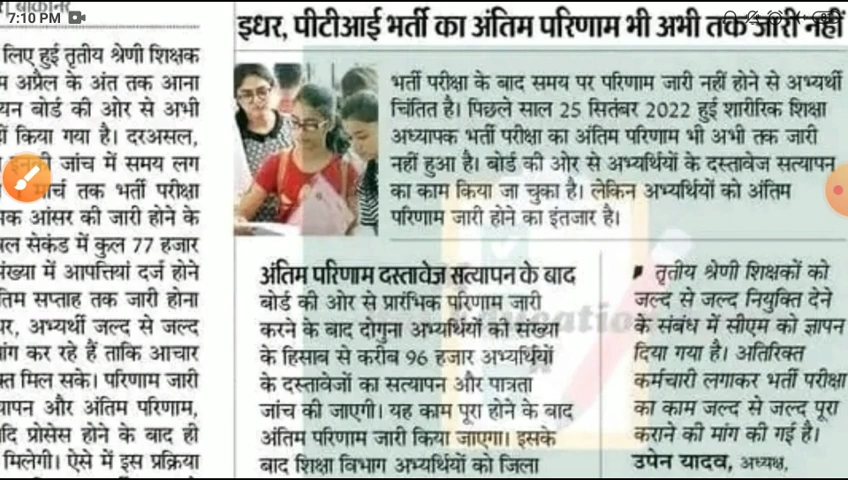 7:10 PM
लिए हुई तृतीय श्रेणी शिक्षक
अप्रैल के अंत तक आना
बोर्ड की ओर से अभी
किया गया है। दरअसल,
जांच में समय लग
मार्च तक भर्ती परीक्षा
आंसर की जारी होने के
सेकंड में कुल 77 हजार
में आपत्तियां दर्ज होने
सप्ताह तक जारी होना
अभ्यर्थी जल्द से जल्द
कर रहे हैं ताकि आचार
मिल सके। परिणाम जारी
और अंतिम परिणाम,
प्रोसेस होने के बाद ही
मिलेगी। ऐसे में इस प्रक्रिया
इधर, पीटीआई भर्ती का अंतिम परिणाम भी अभी तक जारी नहीं
भर्ती परीक्षा के बाद समय पर परिणाम जारी नहीं होने से अभ्यर्थी
चिंतित है। पिछले साल 25 सितंबर 2022 हुई शारीरिक शिक्षा
अध्यापक भर्ती परीक्षा का अंतिम परिणाम भी अभी तक जारी
नहीं हुआ है। बोर्ड की ओर से अभ्यर्थियों के दस्तावेज सत्यापन
का काम किया जा चुका है। लेकिन अभ्यर्थियों को अंतिम
परिणाम जारी होने का इंतजार है।
अंतिम परिणाम दस्तावेज सत्यापन के बाद
बोर्ड की ओर से प्रारंभिक परिणाम जारी
करने के बाद दोगुना अभ्यर्थियों की संख्या
के हिसाब से करीब 96 हजार अभ्यर्थियों
के दस्तावेजों का सत्यापन और पात्रता
जांच की जाएगी। यह काम पूरा होने के बाद
अंतिम परिणाम जारी किया जाएगा। इसके
बाद शिक्षा विभाग अभ्यर्थियों को जिला
तृतीय श्रेणी शिक्षकों को
जल्द से जल्द नियुक्ति देने
के संबंध में सीएम को ज्ञापन
दिया गया है। अतिरिक्त
कर्मचारी लगाकर भर्ती परीक्षा
का काम जल्द से जल्द पूरा
कराने की मांग की गई है।
उपेन यादव, अध्यक्ष,